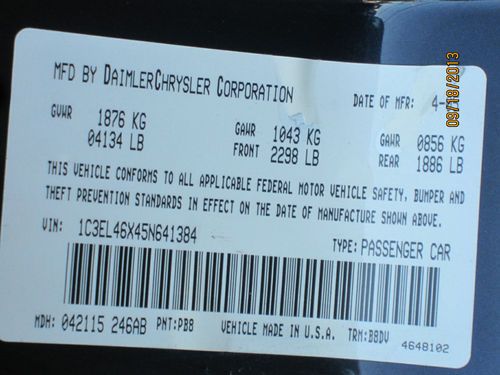 MFD BY DAIMLERCHRYSLER CORPORATION
DATE OF MFR: 4-
GVWR 1876 KG
04134 LB
GAWR 1043 KG
FRONT 2298 LB
GAWR 0856 KG
REAR 1886 LB
THIS VEHICLE CONFORMS TO ALL APPLICABLE FEDERAL MOTOR VEHICLE SAFETY, BUMPER AND
THEFT PREVENTION STANDARDS IN EFFECT ON THE DATE OF MANUFACTURE SHOWN ABOVE.
VIN: 1C3EL46X45N641384
TYPE: PASSENGER CAR
MDH: 042115 246AB PNT: PB8 VEHICLE MADE IN U.S.A. TRM: B8DV
4648102
09/18/2013